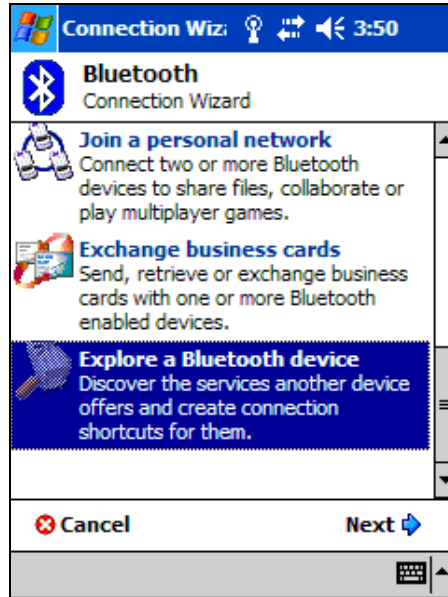 Connection Wiz 3:50
Bluetooth
Connection Wizard
Join a personal network
Connect two or more Bluetooth
devices to share files, collaborate or
play multiplayer games.
Exchange business cards
Send, retrieve or exchange business
cards with one or more Bluetooth
enabled devices.
Explore a Bluetooth device
Discover the services another device
offers and create connection
shortcuts for them.
Cancel Next